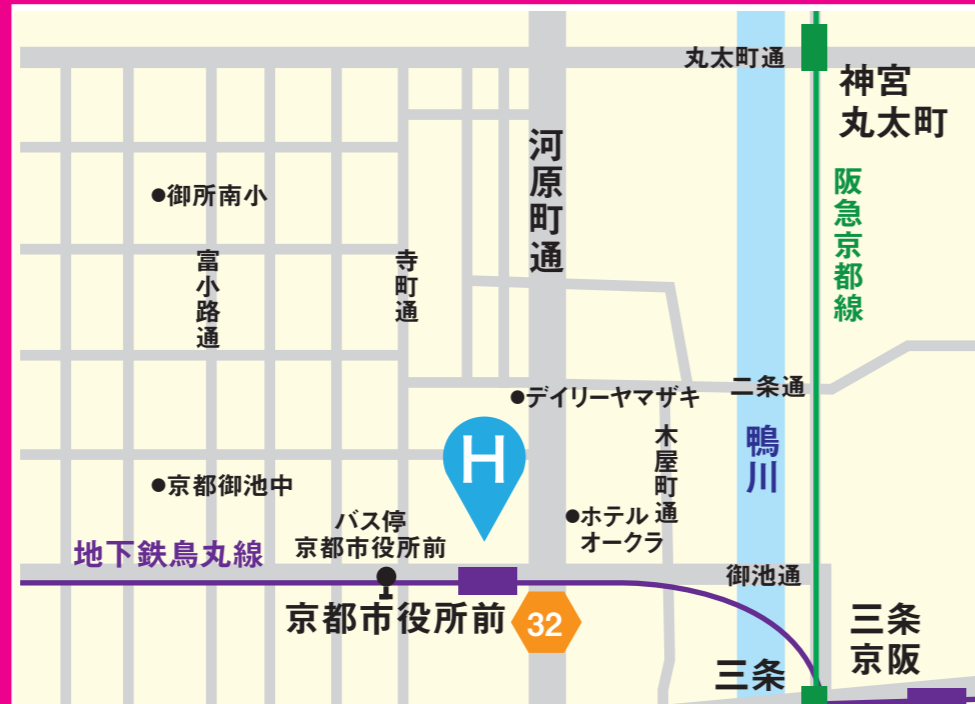 丸太町通
神宮
丸太町
河原町通
阪急京都線
●御所南小
富小路通
寺町通
●デイリーヤマザキ
二条通
木屋町通
鴨川
H
●京都御池中
●ホテル
オークラ
バス停
京都市役所前
地下鉄烏丸線
御池通
京都市役所前
32
三条
京阪
三条